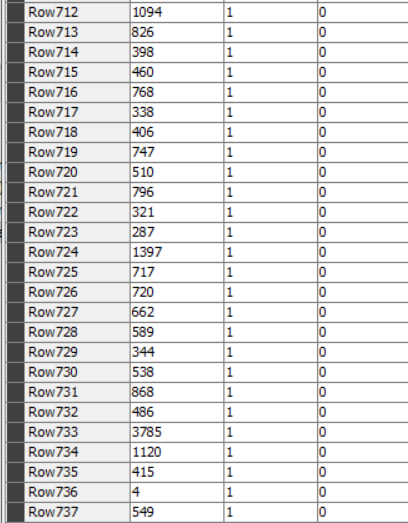 Row712 1094 1 0
Row713 826 1 0
Row714 398 1 0
Row715 460 1 0
Row716 768 1 0
Row717 338 1 0
Row718 406 1 0
Row719 747 1 0
Row720 510 1 0
Row721 796 1 0
Row722 321 1 0
Row723 287 1 0
Row724 1397 1 0
Row725 717 1 0
Row726 720 1 0
Row727 662 1 0
Row728 589 1 0
Row729 344 1 0
Row730 538 1 0
Row731 868 1 0
Row732 486 1 0
Row733 3785 1 0
Row734 1120 1 0
Row735 415 1 0
Row736 4 1 0
Row737 549 1 0